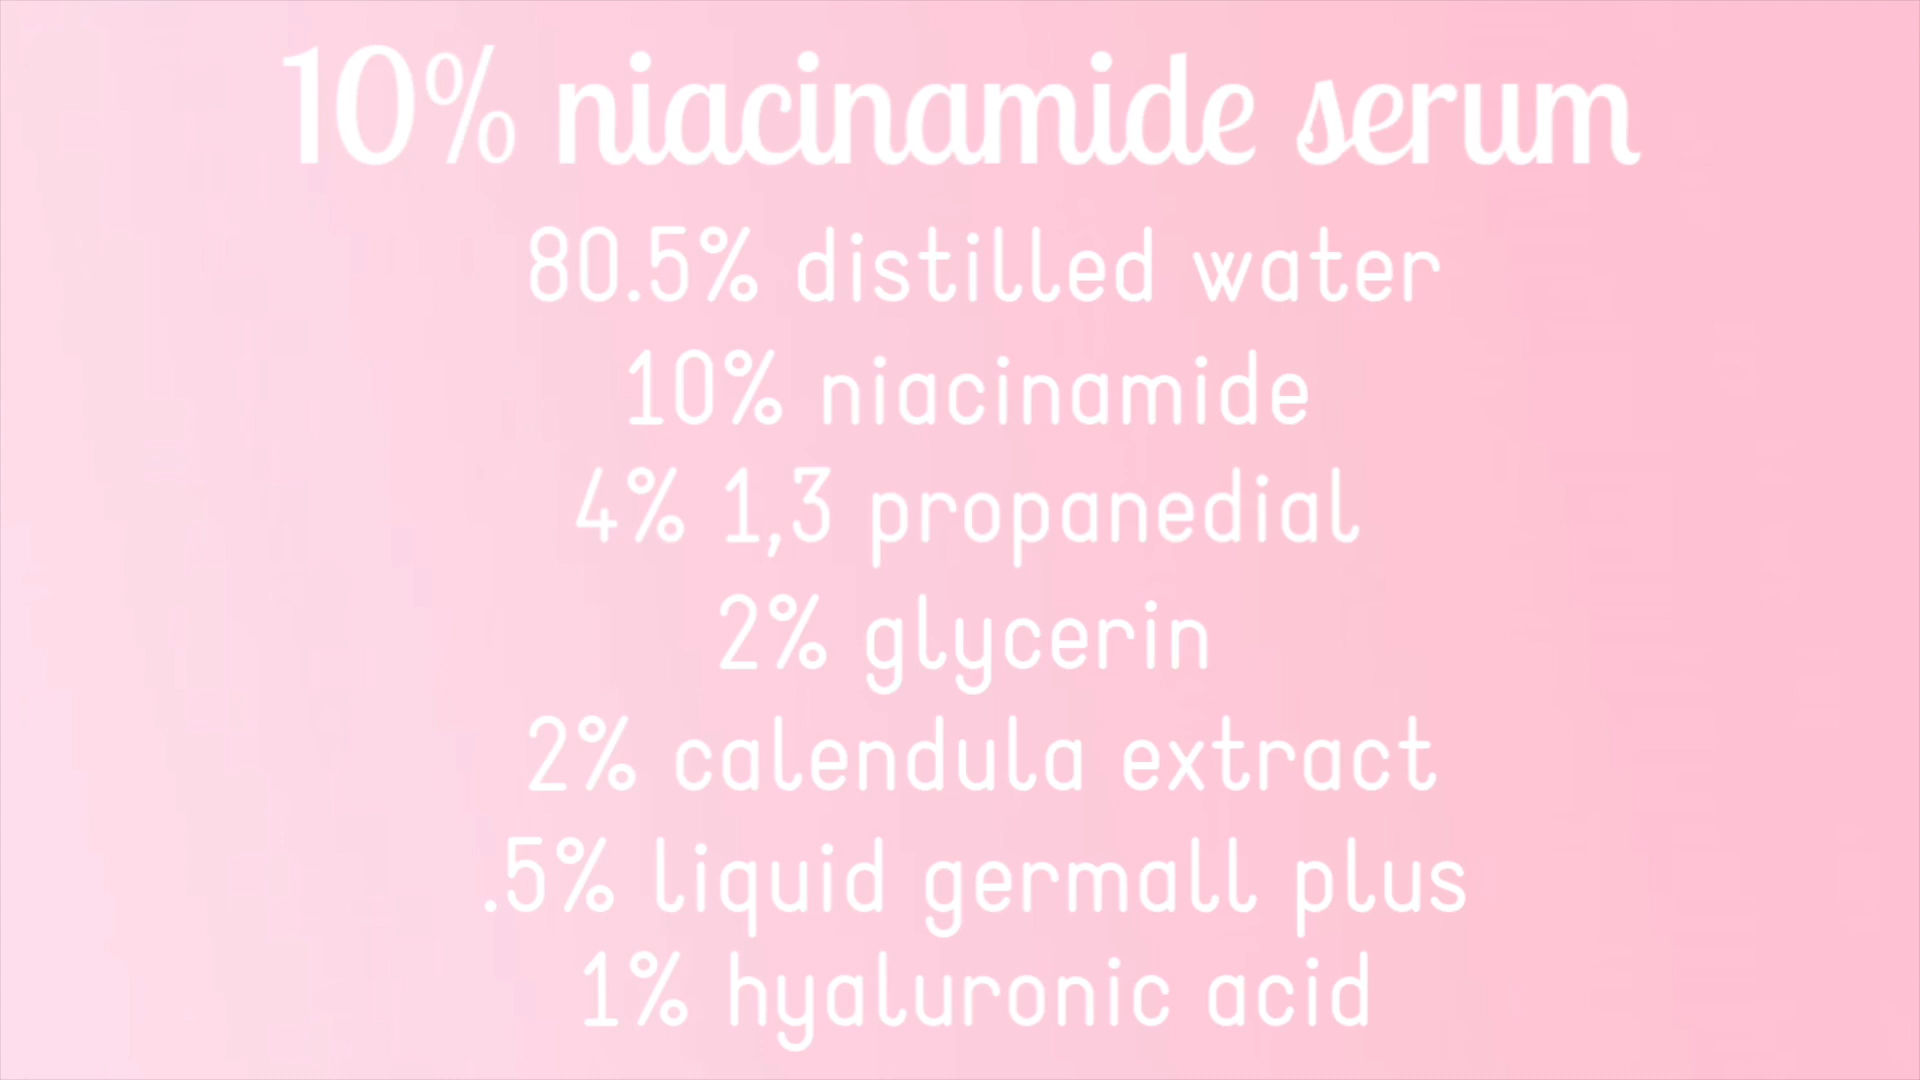 10% niacinamide serum
80.5% distilled water
10% niacinamide
4% 1,3 propanedial
2% glycerin
2% calendula extract
.5% liquid germall plus
1% hyaluronic acid